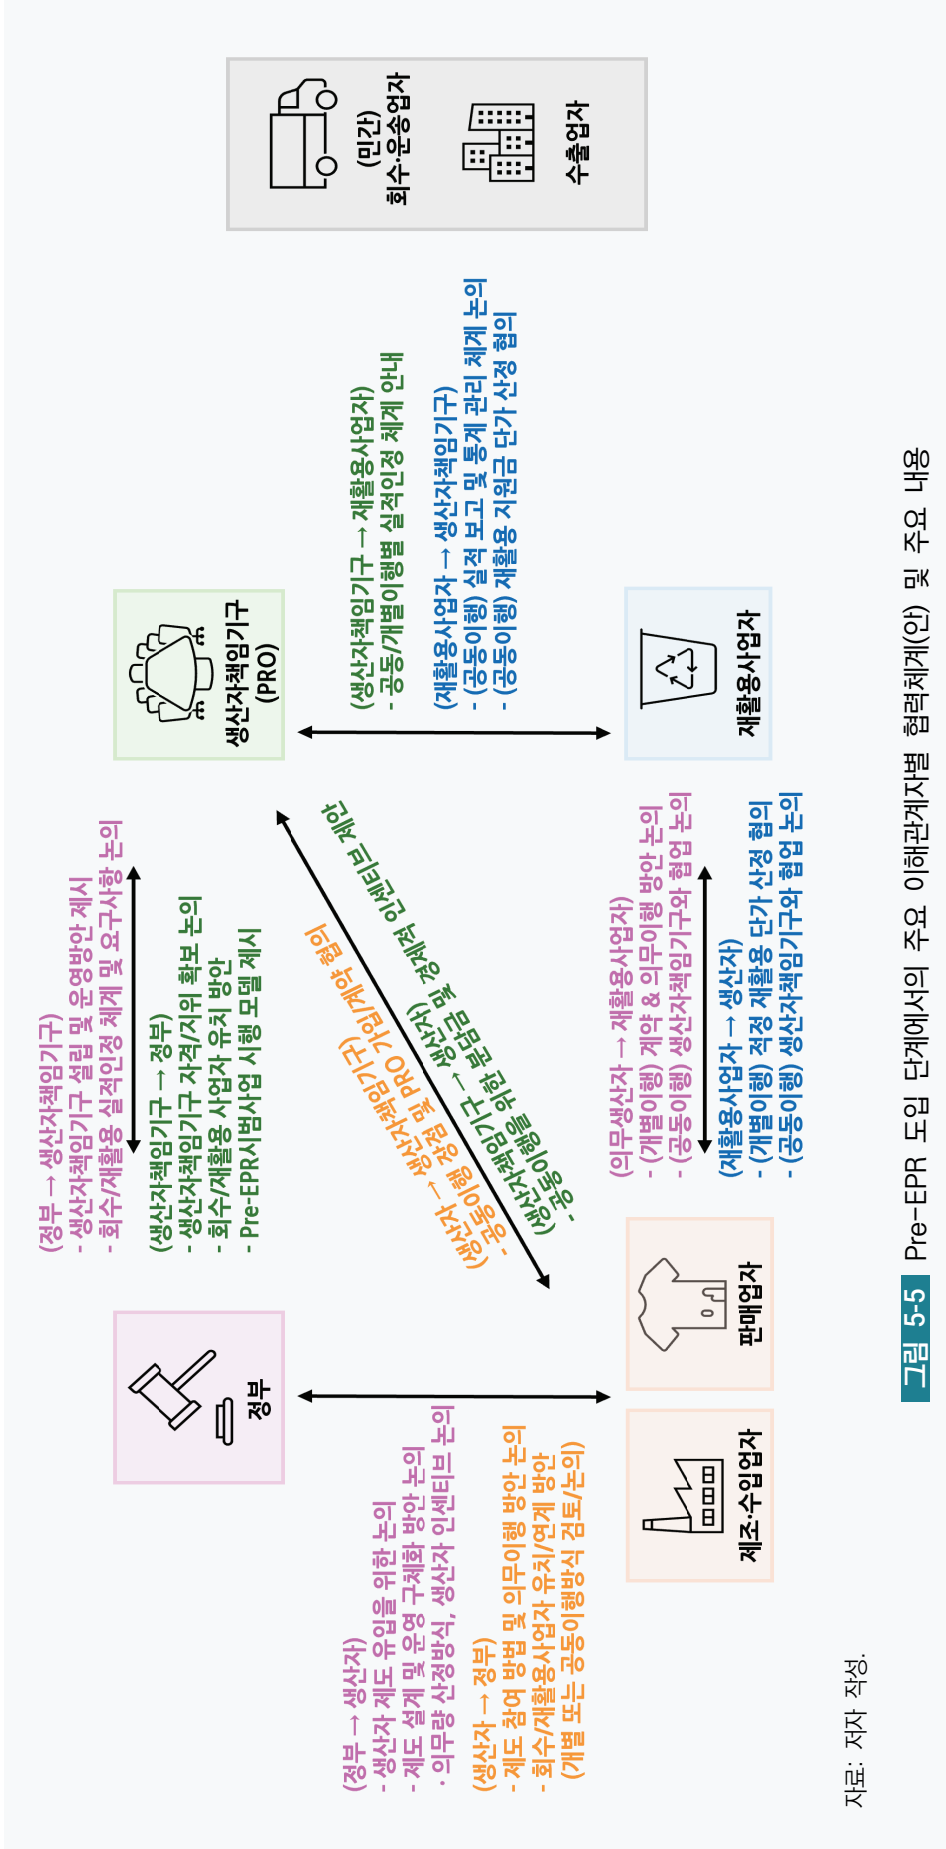 그림 5-5 Pre-EPR 도입 단계에서의 주요 이해관계자별 협력체계(안) 및 주요 내용
정부
(정부 → 생산자책임기구)
- 생산자책임기구 설립 및 운영방안 제시
- 회수/재활용 실적인정 체계 및 요구사항 논의
(생산자책임기구 → 정부)
- 생산자책임기구 자격/지위 확보 논의
- 회수/재활용 사업자 유치 방안
- Pre-EPR시범사업 시행 모델 제시
생산자책임기구
(PRO)
(민간)
회수·운송업자
수출업자
(정부 → 생산자)
- 생산자 제도 유입을 위한 논의
- 제도 설계 및 운영 구체화 방안 논의
· 의무량 산정방식, 생산자 인센티브 논의
(생산자 → 정부)
- 제도 참여 방법 및 의무이행 방안 논의
- 회수/재활용사업자 유치/연계 방안
(개별 또는 공동이행방식 검토/논의)
(생산자 → 생산자책임기구)
- 공동이행 장점 및 PRO 가입/계약 협의
(생산자책임기구 → 생산자)
- 공동이행을 위한 분담금 및 경제적 인센티브 제안
(생산자책임기구 → 재활용사업자)
- 공동/개별이행별 실적인정 체계 안내
(재활용사업자 → 생산자책임기구)
- (공동이행) 실적 보고 및 통계 관리 체계 논의
- (공동이행) 재활용 지원금 단가 산정 협의
제조·수입업자
판매업자
(의무생산자 → 재활용사업자)
- (개별이행) 계약 & 의무이행 방안 논의
- (공동이행) 생산자책임기구와 협업 논의
(재활용사업자 → 생산자)
- (개별이행) 적정 재활용 단가 산정 협의
- (공동이행) 생산자책임기구와 협업 논의
재활용사업자
자료: 저자 작성.